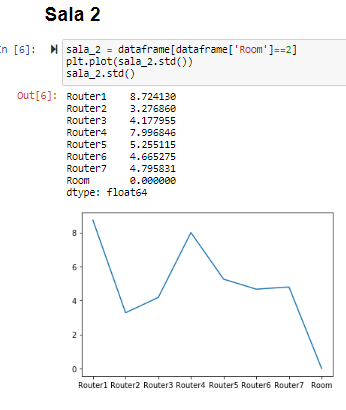 Sala 2
In [6]:
sala_2 = dataframe[dataframe['Room']==2]
plt.plot(sala_2.std())
sala_2.std()
Out[6]:
Router1 8.724130
Router2 3.276860
Router3 4.177955
Router4 7.996846
Router5 5.255115
Router6 4.665275
Router7 4.795831
Room 0.000000
dtype: float64
8
6
4
2
0
Router1 Router2 Router3 Router4 Router5 Router6 Router7 Room